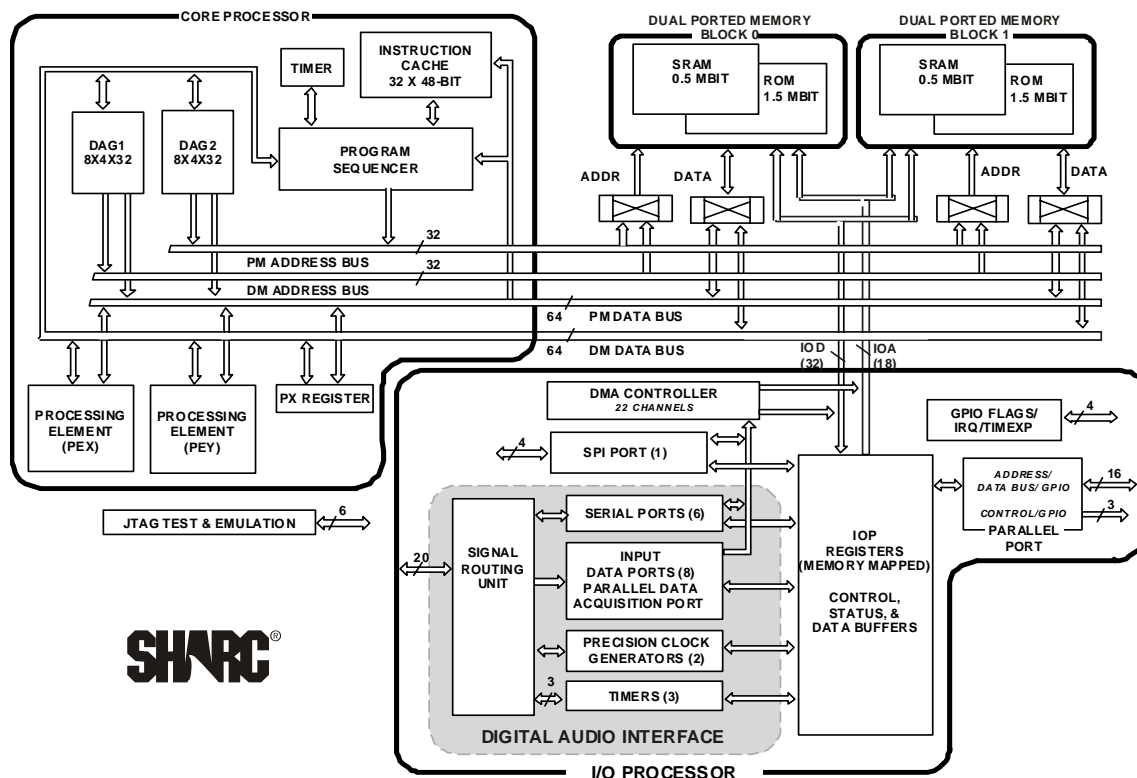 CORE PROCESSOR
TIMER
INSTRUCTION
CACHE
32 X 48-BIT
DAG1
8X4X32
DAG2
8X4X32
PROGRAM
SEQUENCER
DUAL PORTED MEMORY
BLOCK 0
SRAM
0.5 MBIT
ROM
1.5 MBIT
DUAL PORTED MEMORY
BLOCK 1
SRAM
0.5 MBIT
ROM
1.5 MBIT
ADDR
DATA
ADDR
DATA
32
PM ADDRESS BUS
32
DM ADDRESS BUS
64
PM DATA BUS
64
DM DATA BUS
IOD
(32)
IOA
(18)
PROCESSING
ELEMENT
(PEX)
PROCESSING
ELEMENT
(PEY)
PX REGISTER
JTAG TEST & EMULATION
6
DMA CONTROLLER
22 CHANNELS
4
SPI PORT (1)
GPIO FLAGS/
IRQ/TIMEXP
4
ADDRESS/
DATA BUS/ GPIO
CONTROL/GPIO
PARALLEL
PORT
16
3
20
SIGNAL
ROUTING
UNIT
SERIAL PORTS (6)
INPUT
DATA PORTS (8)
PARALLEL DATA
ACQUISITION PORT
PRECISION CLOCK
GENERATORS (2)
3
TIMERS (3)
IOP
REGISTERS
(MEMORY MAPPED)
CONTROL,
STATUS, &
DATA BUFFERS
DIGITAL AUDIO INTERFACE
I/O PROCESSOR
SHARC®